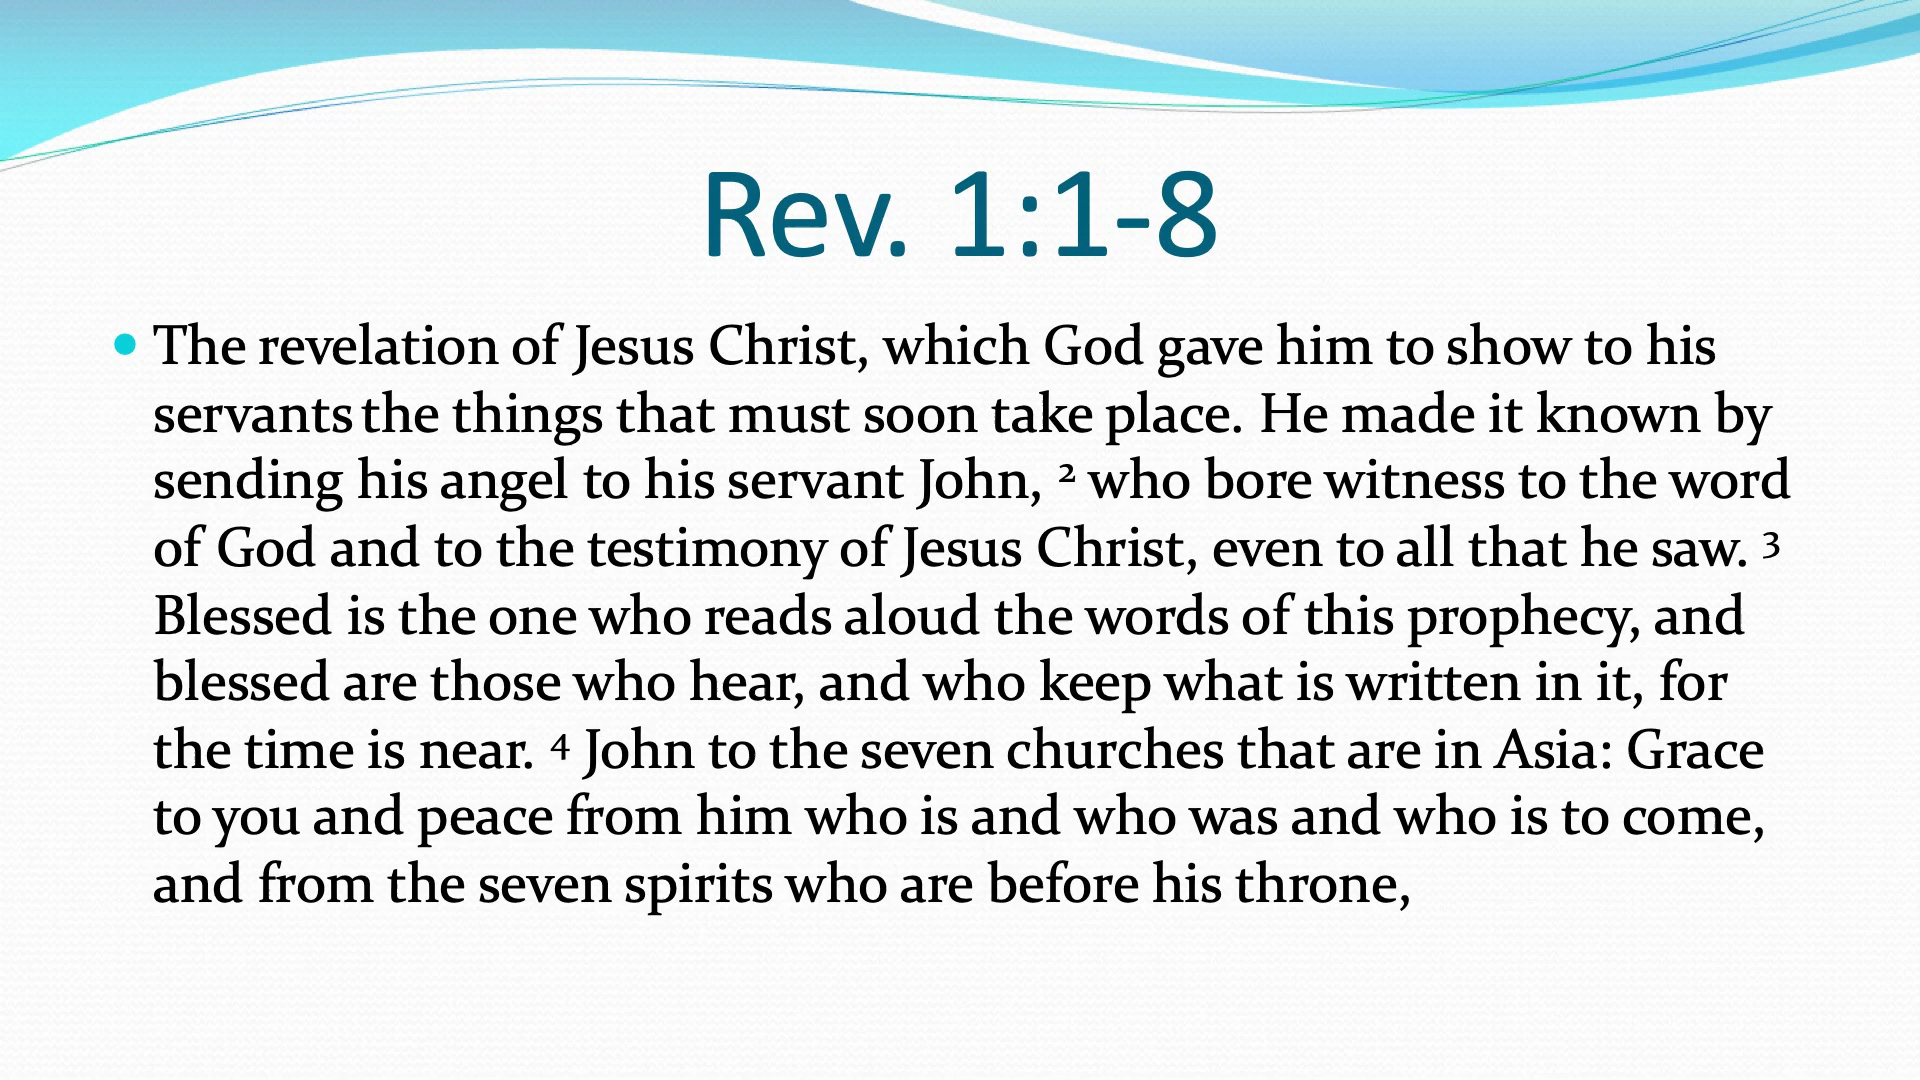 Rev. 1:1-8
• The revelation of Jesus Christ, which God gave him to show to his
servants the things that must soon take place. He made it known by
sending his angel to his servant John, ² who bore witness to the word
of God and to the testimony of Jesus Christ, even to all that he saw. ³
Blessed is the one who reads aloud the words of this prophecy, and
blessed are those who hear, and who keep what is written in it, for
the time is near. ⁴ John to the seven churches that are in Asia: Grace
to you and peace from him who is and who was and who is to come,
and from the seven spirits who are before his throne,